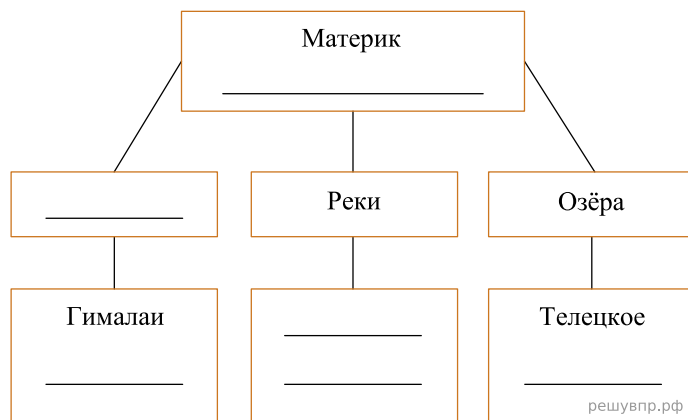 Материк
Реки
Озёра
Гималаи
Телецкое
решувпр.рф